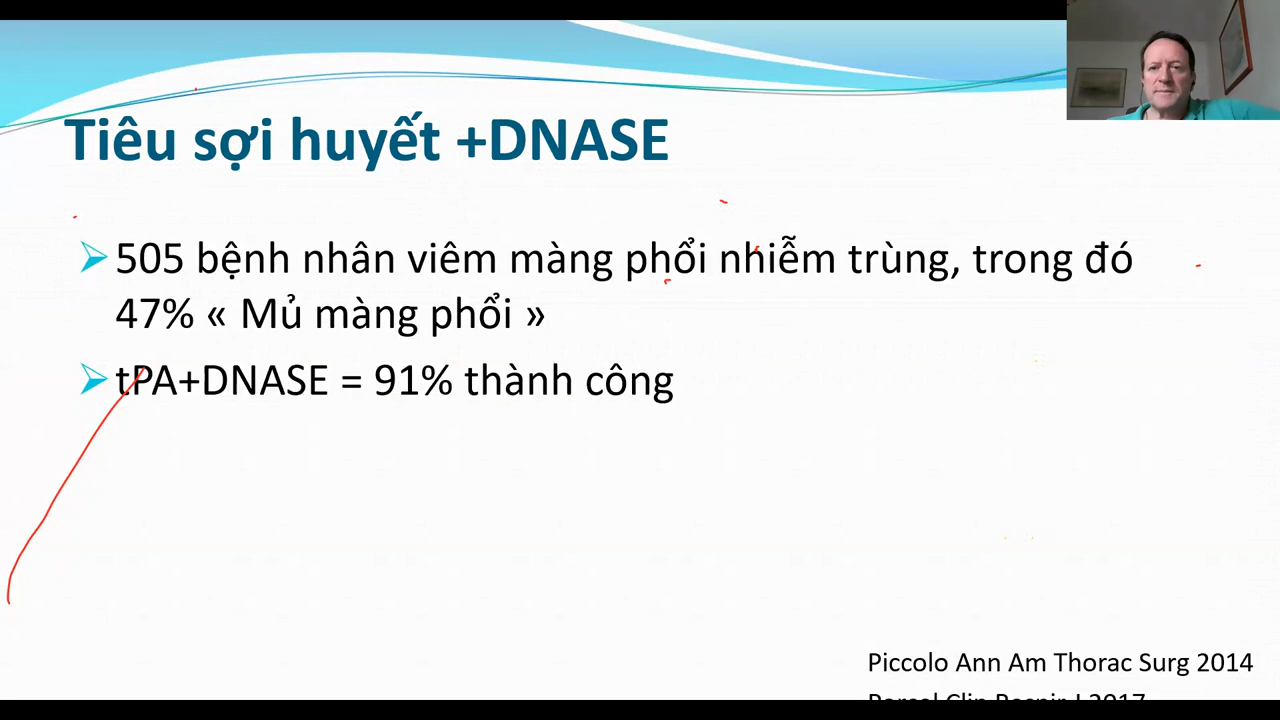 Tiêu sợi huyết +DNASE
505 bệnh nhân viêm màng phổi nhiễm trùng, trong đó
47% « Mủ màng phổi »
tPA+DNASE = 91% thành công
Piccolo Ann Am Thorac Surg 2014